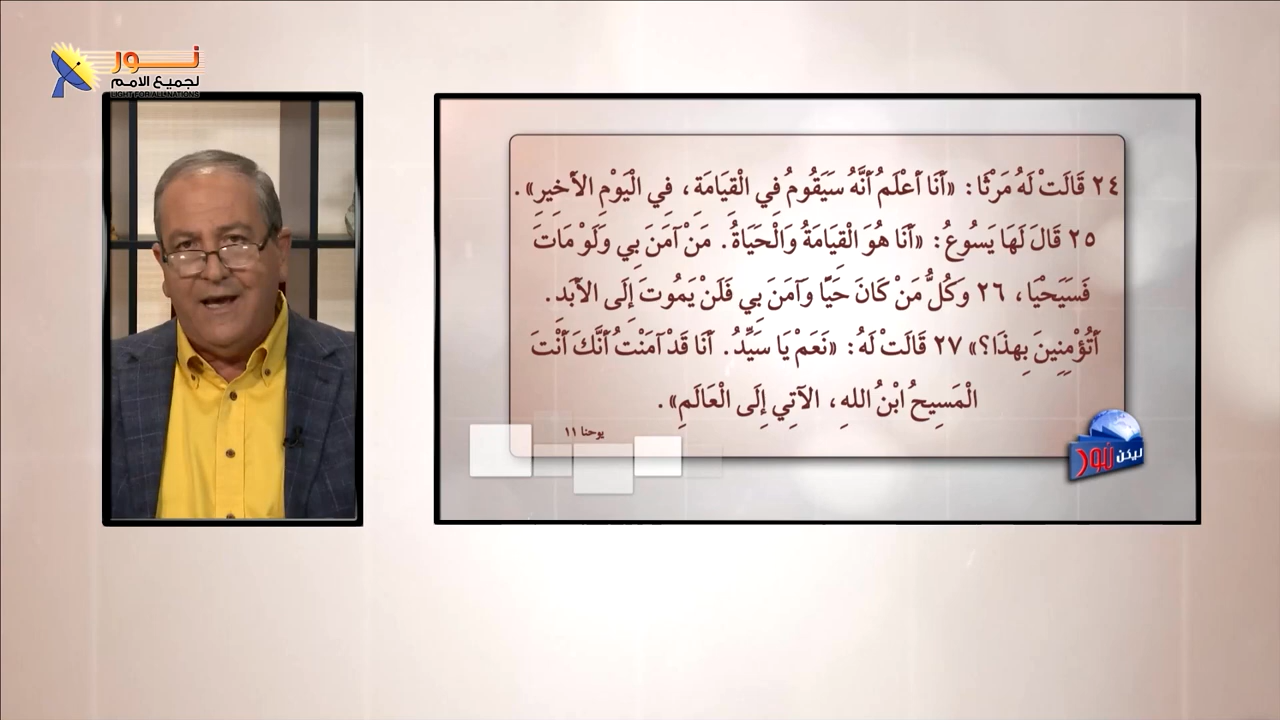 نور
لجميع الامم
LIGHT FOR ALL NATIONS
٢٤ قَالَتْ لَهُ مَرْثَا: «أَنَا أَعْلَمُ أَنَّهُ سَيَقُومُ فِي الْقِيَامَةِ، فِي الْيَوْمِ الأَخِيرِ».
٢٥ قَالَ لَهَا يَسُوعُ: «أَنَا هُوَ الْقِيَامَةُ وَالْحَيَاةُ. مَنْ آمَنَ بِي وَلَوْ مَاتَ
فَسَيَحْيَا، ٢٦ وَكُلُّ مَنْ كَانَ حَيًّا وَآمَنَ بِي فَلَنْ يَمُوتَ إِلَى الأَبَدِ.
أَتُؤْمِنِينَ بِهذَا؟» ٢٧ قَالَتْ لَهُ: «نَعَمْ يَا سَيِّدُ. أَنَا قَدْ آمَنْتُ أَنَّكَ أَنْتَ
الْمَسِيحُ ابْنُ اللهِ، الآتِي إِلَى الْعَالَمِ».
يوحنا ١١
ليكن نور